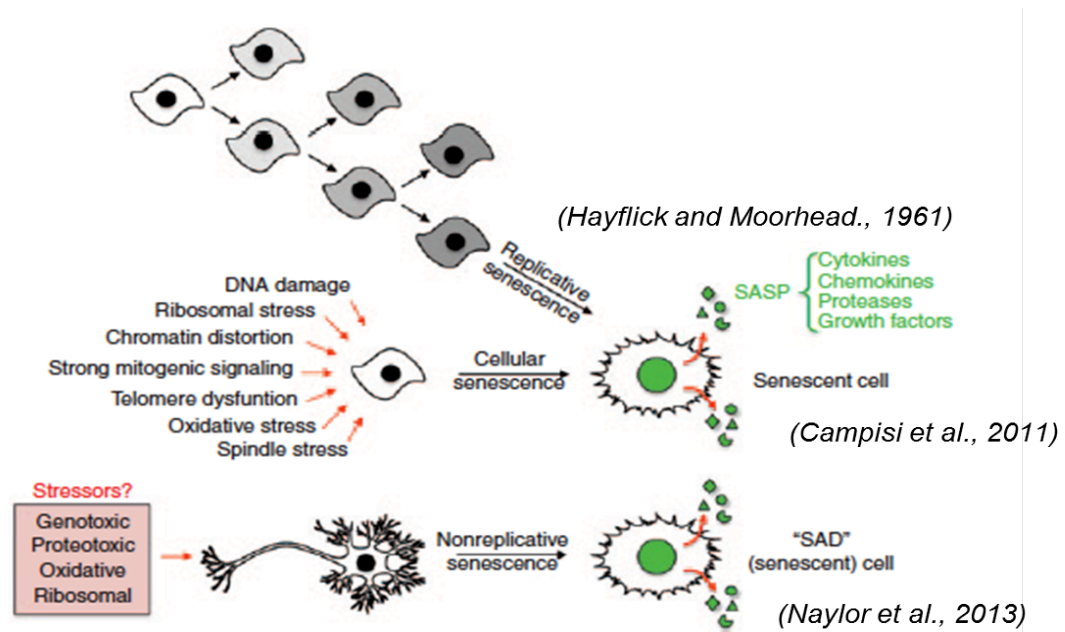 (Hayflick and Moorhead., 1961)
Replicative
senescence
SASP
Cytokines
Chemokines
Proteases
Growth factors
DNA damage
Ribosomal stress
Chromatin distortion
Strong mitogenic signaling
Telomere dysfuntion
Oxidative stress
Spindle stress
Cellular
senescence
Senescent cell
(Campisi et al., 2011)
Stressors?
Genotoxic
Proteotoxic
Oxidative
Ribosomal
Nonreplicative
senescence
“SAD”
(senescent) cell
(Naylor et al., 2013)